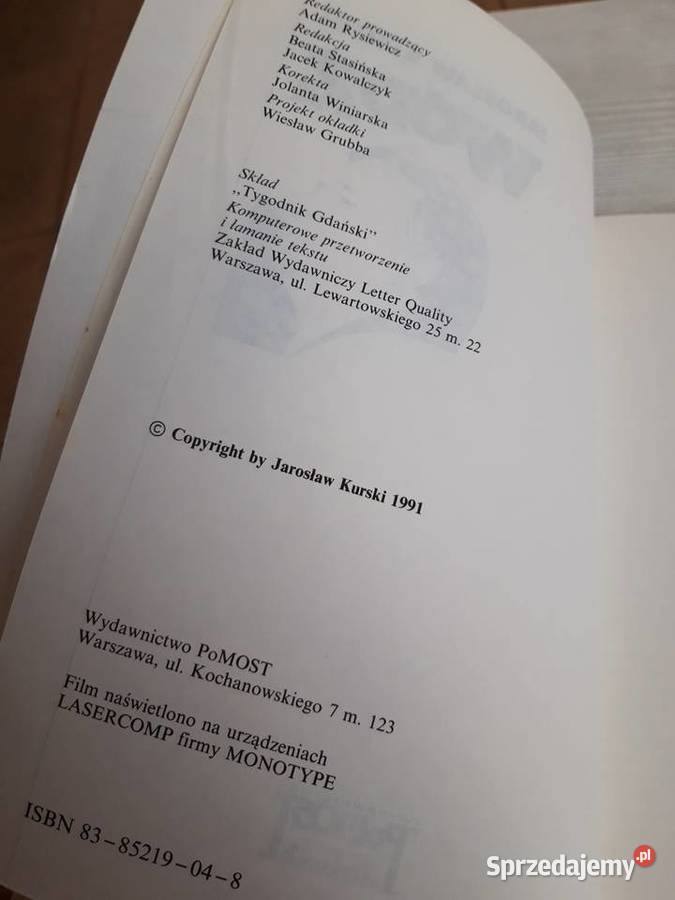 Redaktor prowadzący
Adam Rysiewicz
Redakcja
Beata Stasińska
Jacek Kowalczyk
Korekta
Jolanta Winiarska
Projekt okładki
Wiesław Grubba
Skład
,,Tygodnik Gdański"
Komputerowe przetworzenie
i łamanie tekstu
Zakład Wydawniczy Letter Quality
Warszawa, ul. Lewartowskiego 25 m. 22
© Copyright by Jarosław Kurski 1991
Wydawnictwo PoMOST
Warszawa, ul. Kochanowskiego 7 m. 123
Film naświetlono na urządzeniach
LASERCOMP firmy MONOTYPE
ISBN 83-85219-04-8
Sprzedajemy.pl